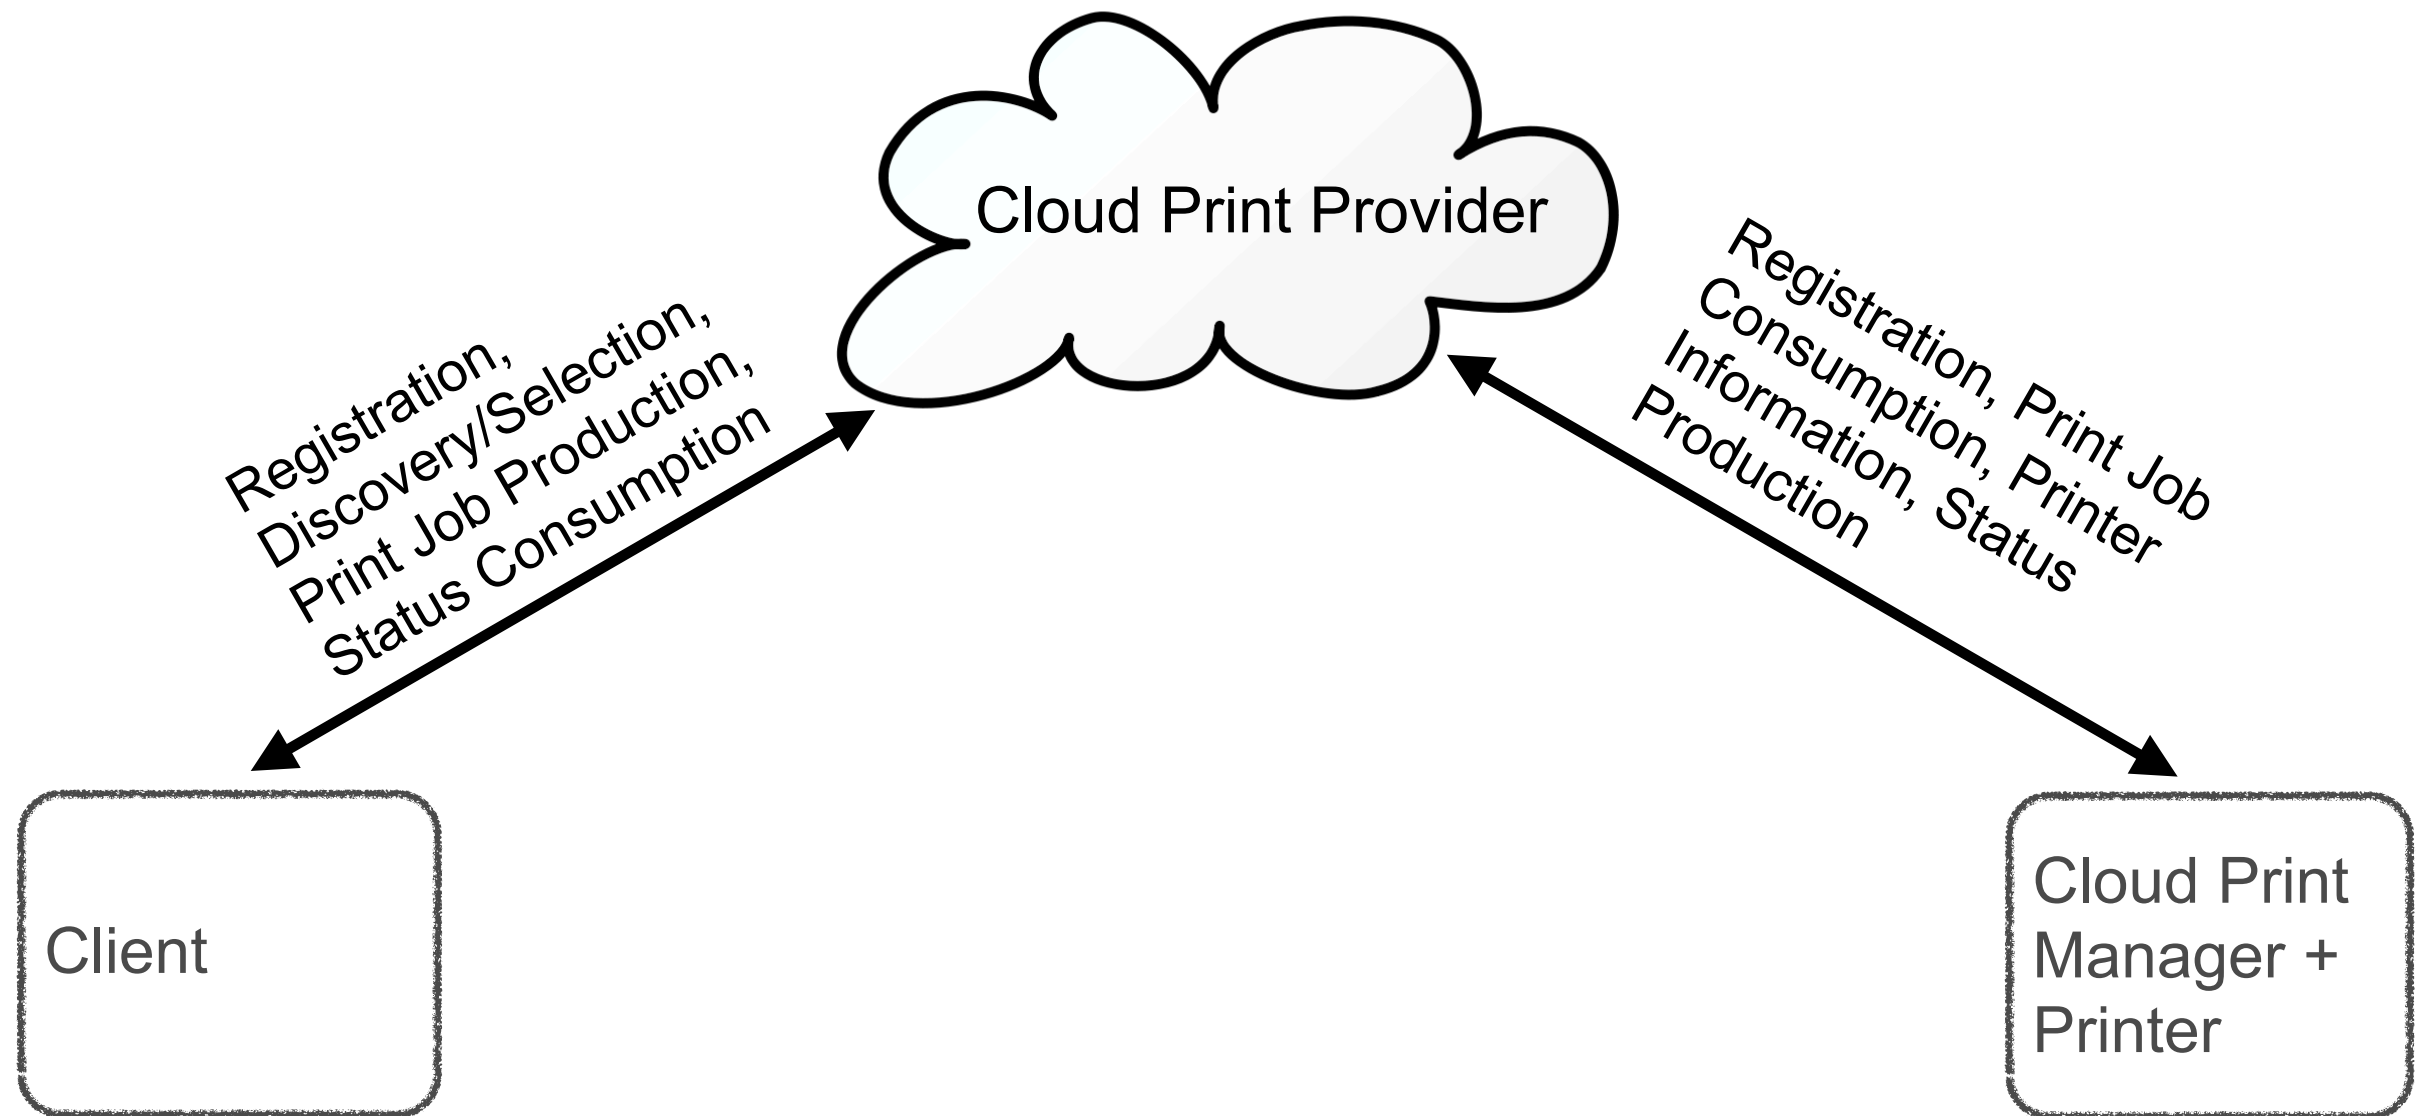 Cloud Print Provider
Registration,
Discovery/Selection,
Print Job Production,
Status Consumption
Registration, Print Job
Consumption, Printer
Information, Status
Production
Client
Cloud Print
Manager +
Printer